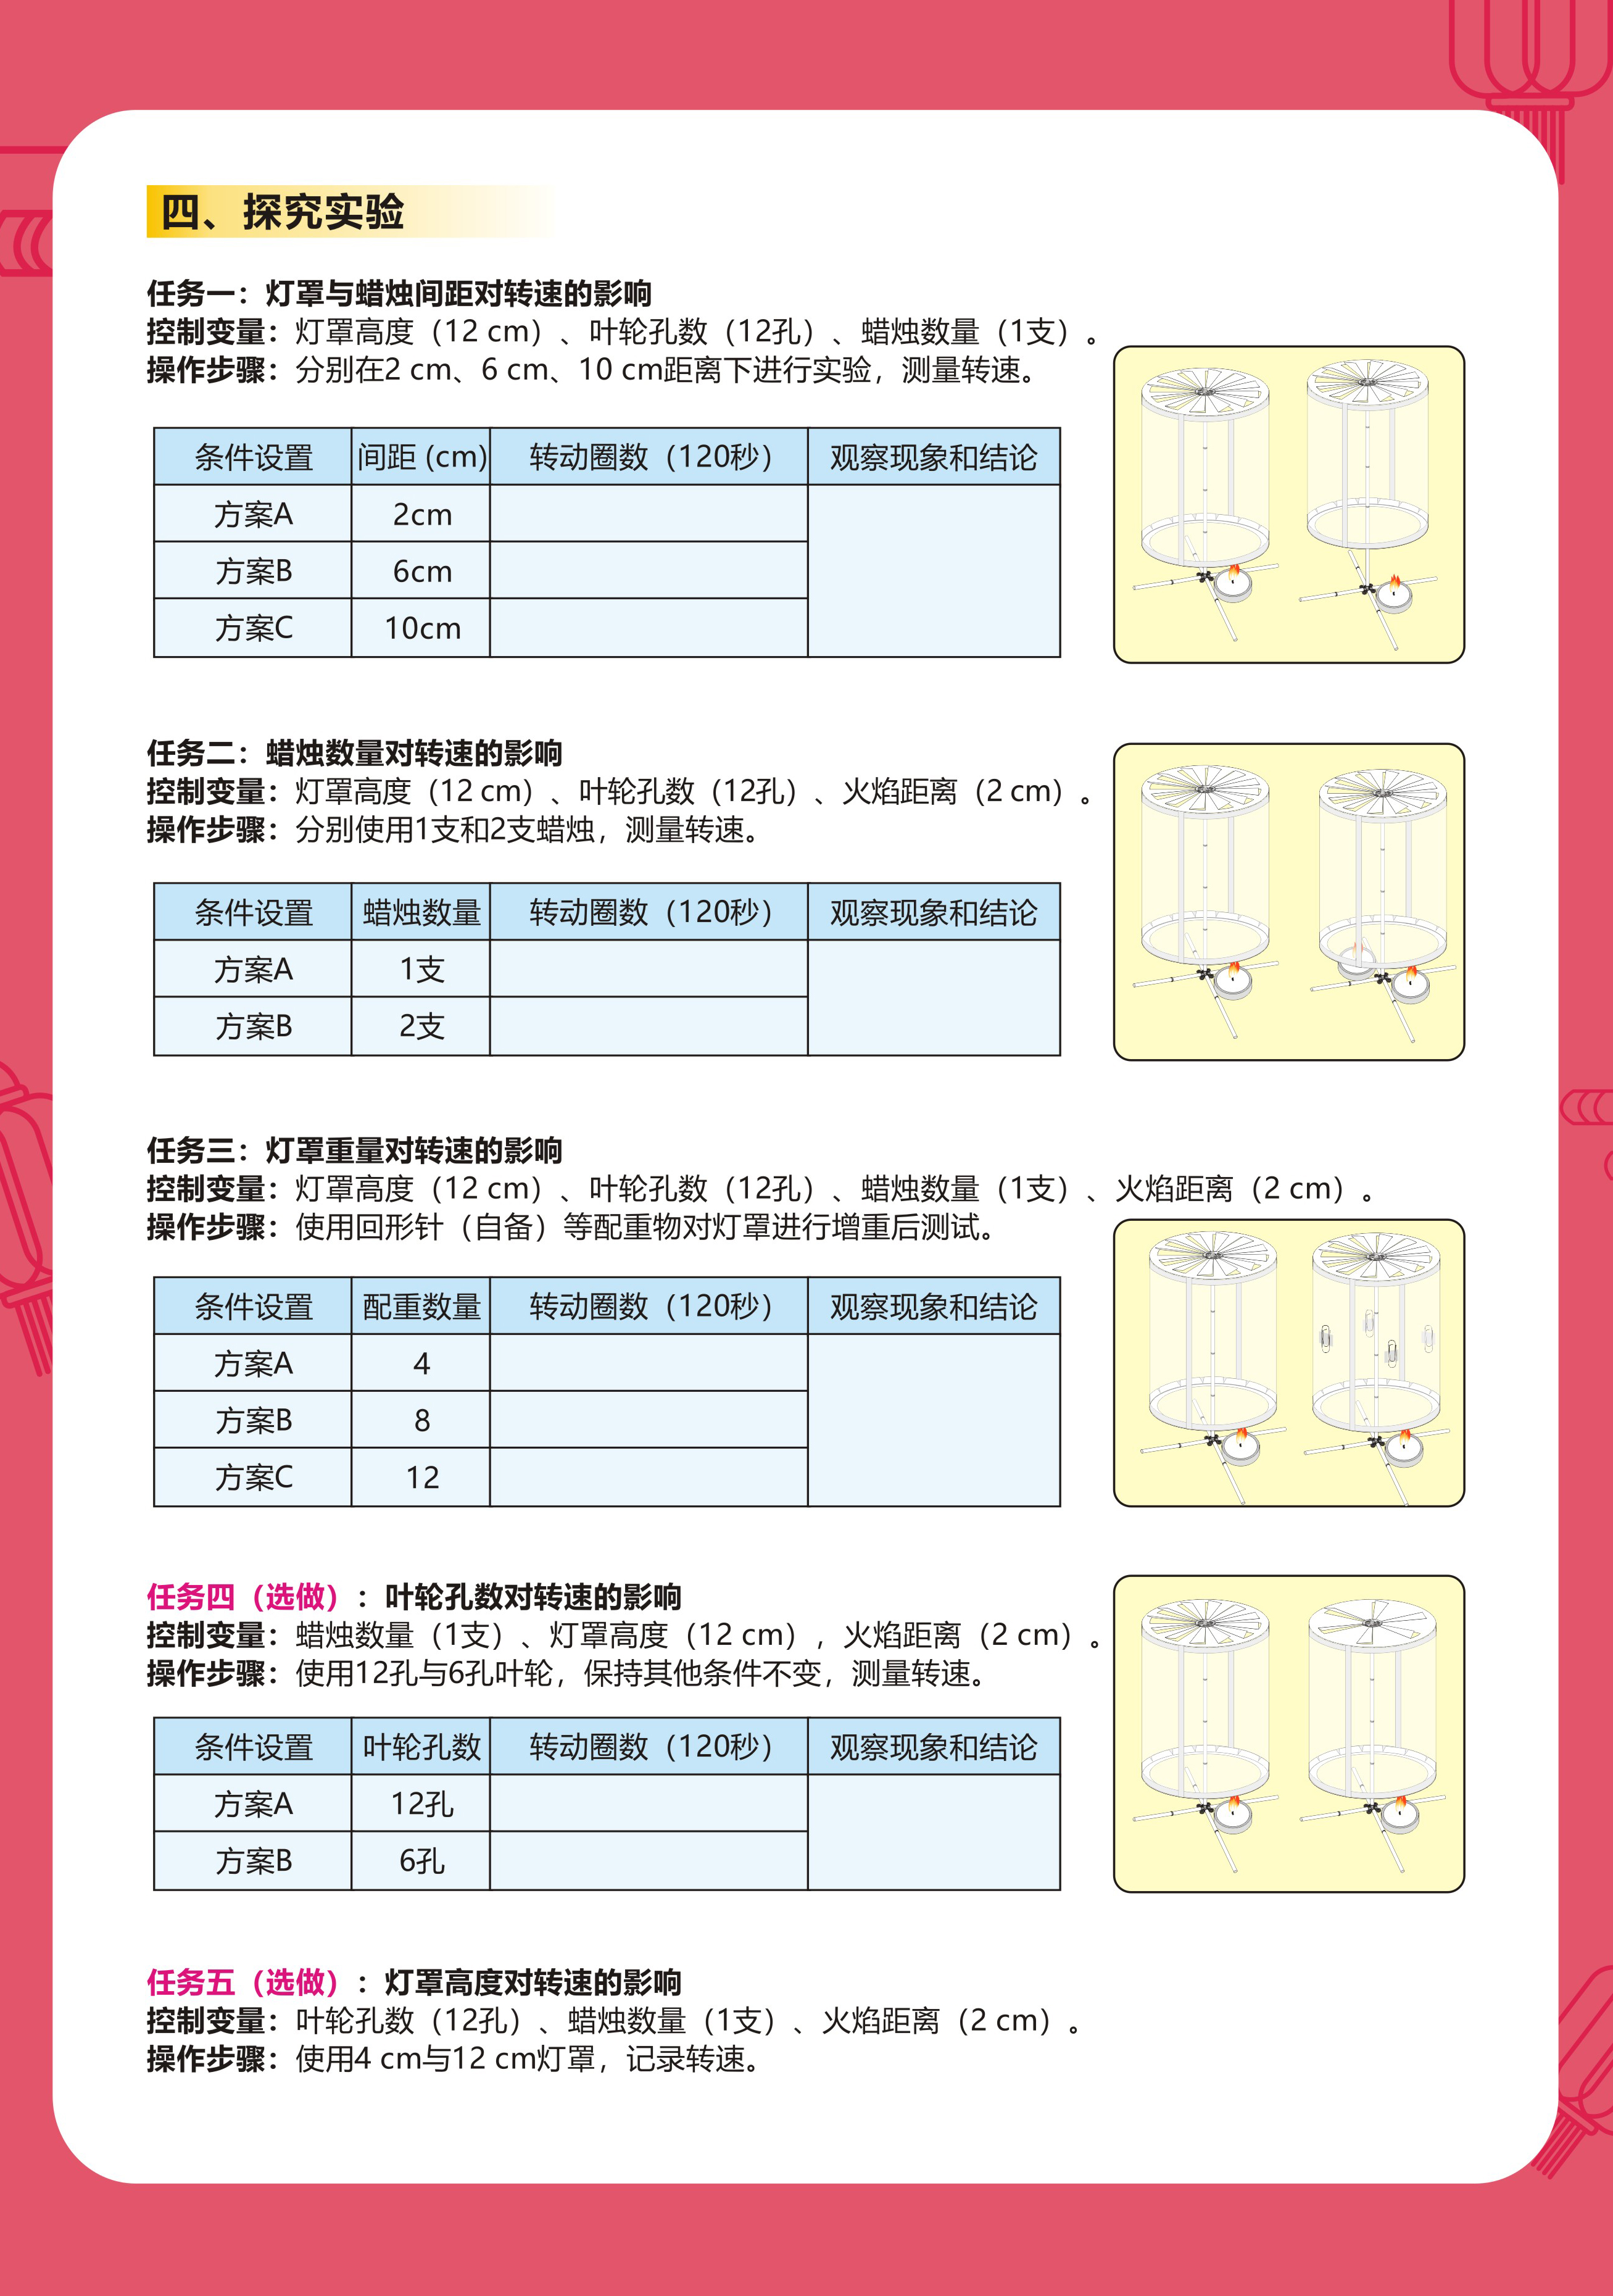 四、探究实验
任务一：灯罩与蜡烛间距对转速的影响
控制变量：灯罩高度（12 cm）、叶轮孔数（12孔）、蜡烛数量（1支）。
操作步骤：分别在2 cm、6 cm、10 cm距离下进行实验，测量转速。
条件设置 间距 (cm) 转动圈数（120秒） 观察现象和结论
方案A 2cm
方案B 6cm
方案C 10cm
任务二：蜡烛数量对转速的影响
控制变量：灯罩高度（12 cm）、叶轮孔数（12孔）、火焰距离（2 cm）。
操作步骤：分别使用1支和2支蜡烛，测量转速。
条件设置 蜡烛数量 转动圈数（120秒） 观察现象和结论
方案A 1支
方案B 2支
任务三：灯罩重量对转速的影响
控制变量：灯罩高度（12 cm）、叶轮孔数（12孔）、蜡烛数量（1支）、火焰距离（2 cm）。
操作步骤：使用回形针（自备）等配重物对灯罩进行增重后测试。
条件设置 配重数量 转动圈数（120秒） 观察现象和结论
方案A 4
方案B 8
方案C 12
任务四（选做）：叶轮孔数对转速的影响
控制变量：蜡烛数量（1支）、灯罩高度（12 cm），火焰距离（2 cm）。
操作步骤：使用12孔与6孔叶轮，保持其他条件不变，测量转速。
条件设置 叶轮孔数 转动圈数（120秒） 观察现象和结论
方案A 12孔
方案B 6孔
任务五（选做）：灯罩高度对转速的影响
控制变量：叶轮孔数（12孔）、蜡烛数量（1支）、火焰距离（2 cm）。
操作步骤：使用4 cm与12 cm灯罩，记录转速。